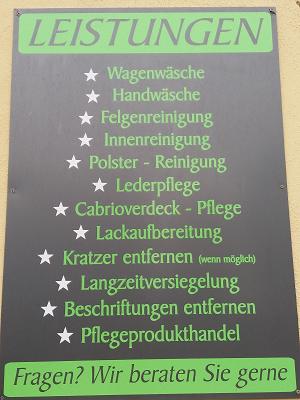 LEISTUNGEN
Wagenwäsche
Handwäsche
Felgenreinigung
Innenreinigung
Polster - Reinigung
Lederpflege
Cabrioverdeck - Pflege
Lackaufbereitung
Kratzer entfernen (wenn möglich)
Langzeitversiegelung
Beschriftungen entfernen
Pflegeprodukthandel
Fragen? Wir beraten Sie gerne